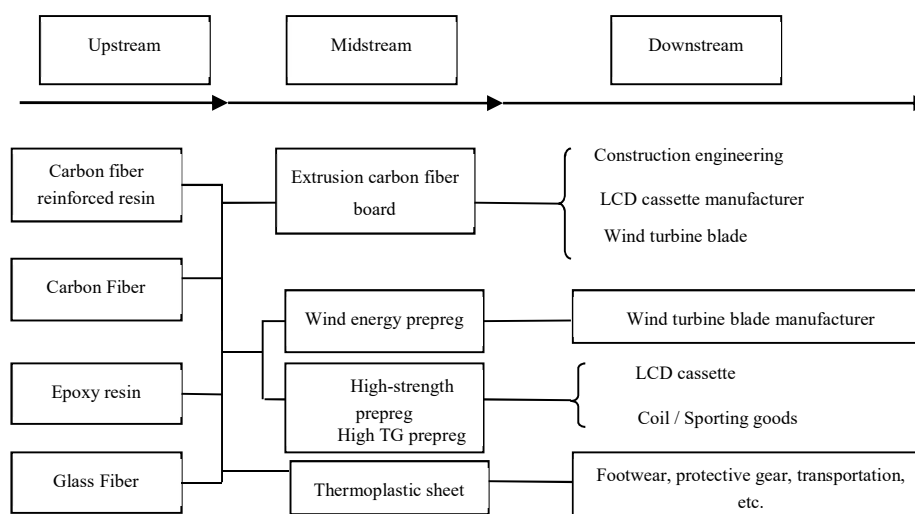 Upstream
Midstream
Downstream
Carbon fiber
reinforced resin
Extrusion carbon fiber
board
Construction engineering
LCD cassette manufacturer
Wind turbine blade
Carbon Fiber
Wind energy prepreg
Wind turbine blade manufacturer
Epoxy resin
High-strength
prepreg
High TG prepreg
LCD cassette
Coil / Sporting goods
Glass Fiber
Thermoplastic sheet
Footwear, protective gear, transportation,
etc.